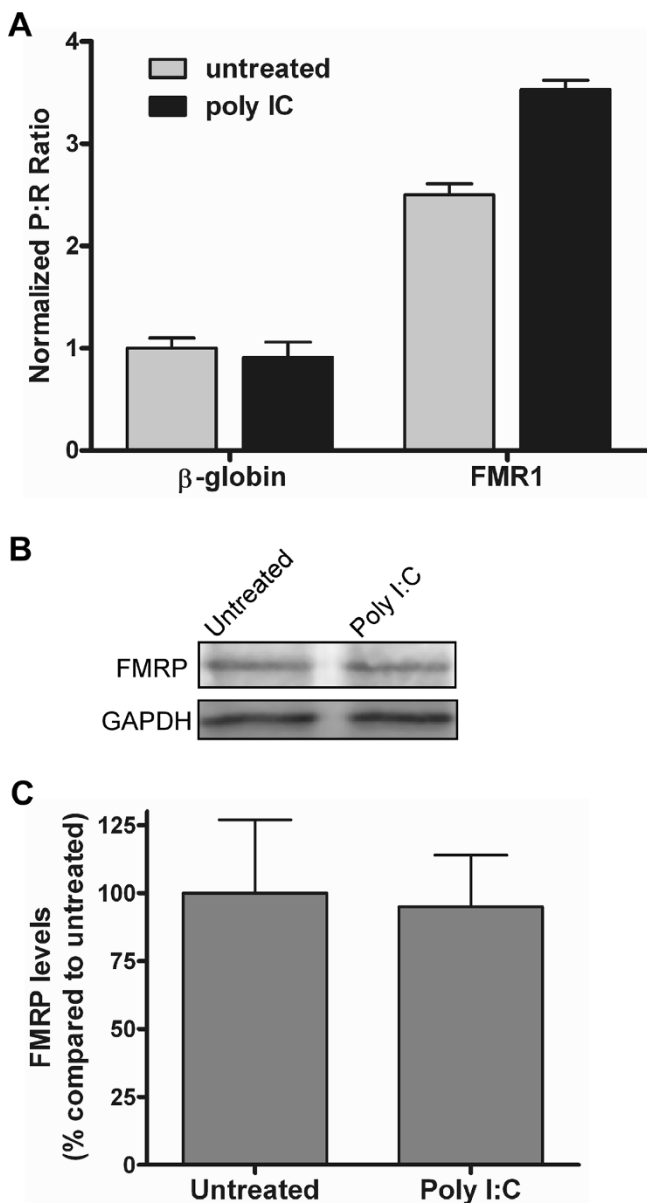 A
Normalized P:R Ratio
4
3
2
1
0
untreated
poly IC
β-globin
FMR1
B
Untreated
Poly I:C
FMRP
GAPDH
C
FMRP levels
(% compared to untreated)
125
100
75
50
25
0
Untreated
Poly I:C